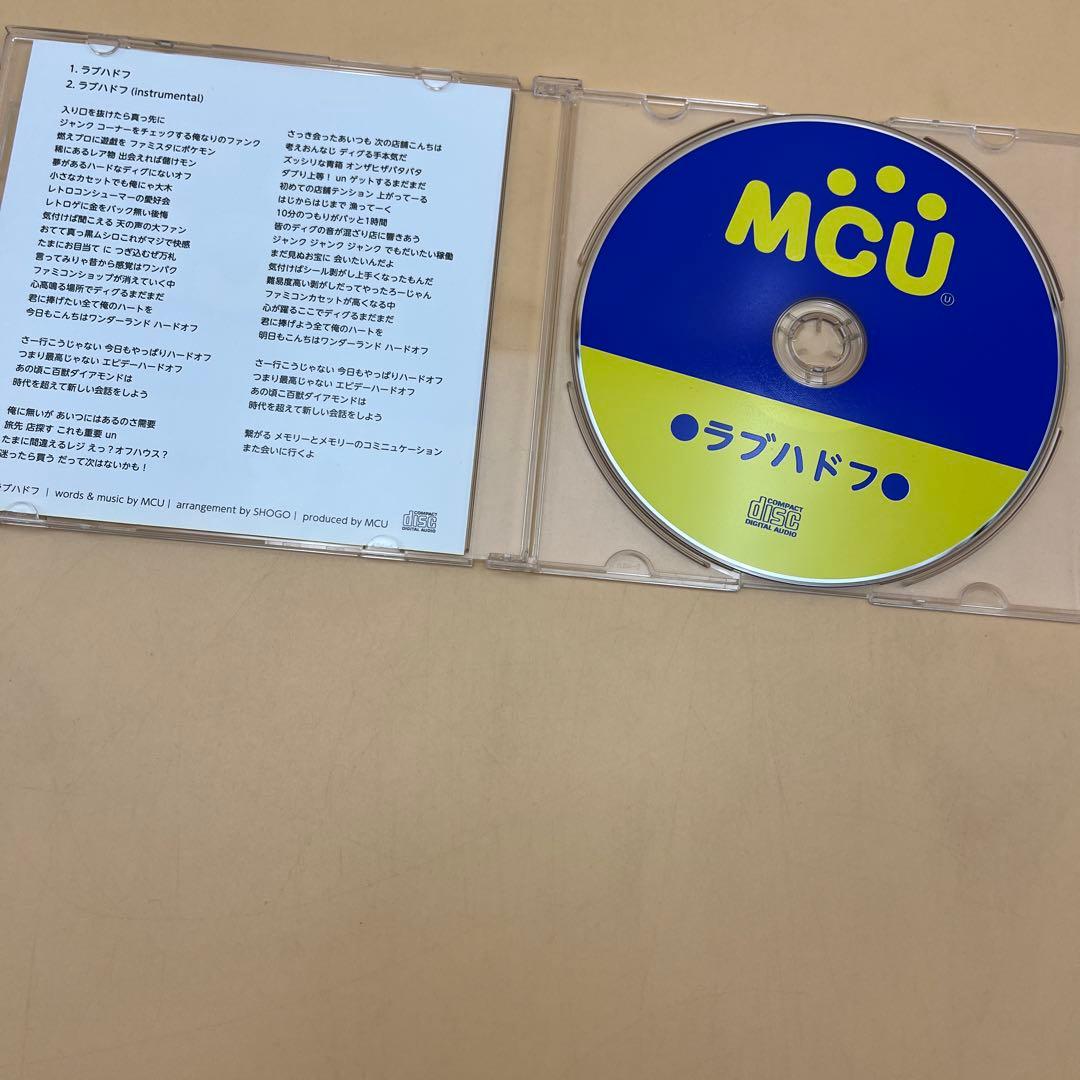 1. ラブハドフ
2. ラブハドフ (instrumental)
入り口を抜けたら真っ先に
ジャンク コーナーをチェックする俺なりのファンク
燃えプロに遊戯を ファミスタにポケモン
稀にあるレア物 出会えれば儲けモン
夢があるハードなディグにないオフ
小さなカセットでも俺にゃ大木
レトロコンシューマーの愛好会
レトロゲに金をパック無い後悔
気付けば聞こえる 天の声の大ファン
おてて真っ黒ムシロこれがマジで快感
たまにお目当て に つぎ込むぜ万札
言ってみりゃ昔から感覚はワンパク
ファミコンショップが消えていく中
心高鳴る場所でディグるまだまだ
君に捧げたい全て俺のハートを
今日もこんちはワンダーランド ハードオフ
さー行こうじゃない 今日もやっぱりハードオフ
つまり最高じゃない エビデーハードオフ
あの頃こ百獣ダイアモンドは
時代を超えて新しい会話をしよう
俺に無いが あいつにはあるのさ需要
旅先 店探す これも重要 un
たまに間違えるレジ えっ？オフハウス？
迷ったら買う だって次はないかも！
さっき会ったあいつも 次の店舗こんちは
考えおんなじ ディグる手本気だ
ズッシリな青箱 オンザヒザパタパタ
ダブり上等！ un ゲットするまだまだ
初めての店舗テンション 上がってーる
はじからはじまで 漁ってーく
10分のつもりがパッと1時間
皆のディグの音が混ざり店に響きあう
ジャンク ジャンク ジャンク でもだいたい稼働
まだ見ぬお宝に 会いたいんだよ
気付けばシール剥がし上手くなったもんだ
難易度高い剥がしだってやったろーじゃん
ファミコンカセットが高くなる中
心が躍るここでディグるまだまだ
君に捧げよう全て俺のハートを
明日もこんちはワンダーランド ハードオフ
さー行こうじゃない 今日もやっぱりハードオフ
つまり最高じゃない エビデーハードオフ
あの頃こ百獣ダイアモンドは
時代を超えて新しい会話をしよう
繋がる メモリーとメモリーのコミニュケーション
また会いに行くよ
ラブハドフ | words & music by MCU | arrangement by SHOGO | produced by MCU
COMPACT
disc
DIGITAL AUDIO
MCU
U
●ラブハドフ●
COMPACT
disc
DIGITAL AUDIO